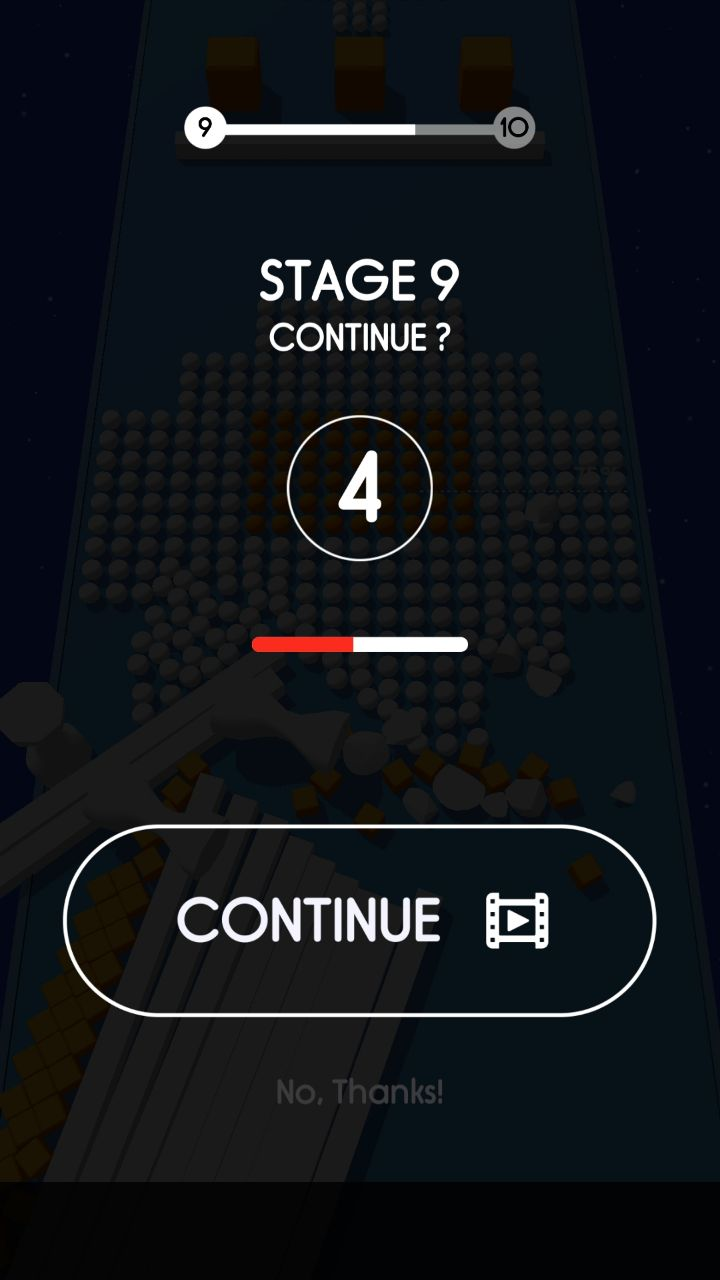 9 10
STAGE 9
CONTINUE ?
4
CONTINUE
No, Thanks!